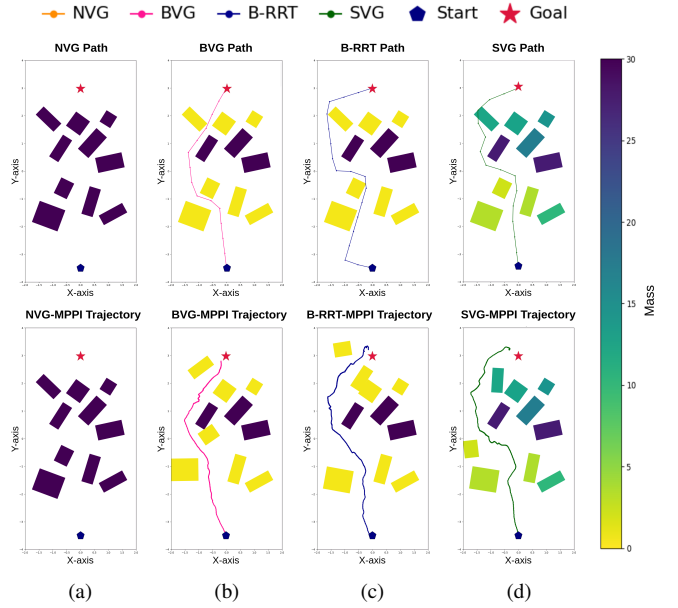 NVG BVG B-RRT SVG Start Goal
NVG Path BVG Path B-RRT Path SVG Path
Y-axis Y-axis Y-axis Y-axis
X-axis X-axis X-axis X-axis
NVG-MPPI Trajectory BVG-MPPI Trajectory B-RRT-MPPI Trajectory SVG-MPPI Trajectory
Y-axis Y-axis Y-axis Y-axis
X-axis X-axis X-axis X-axis
(a) (b) (c) (d)
30
25
20
15
10
5
0
Mass